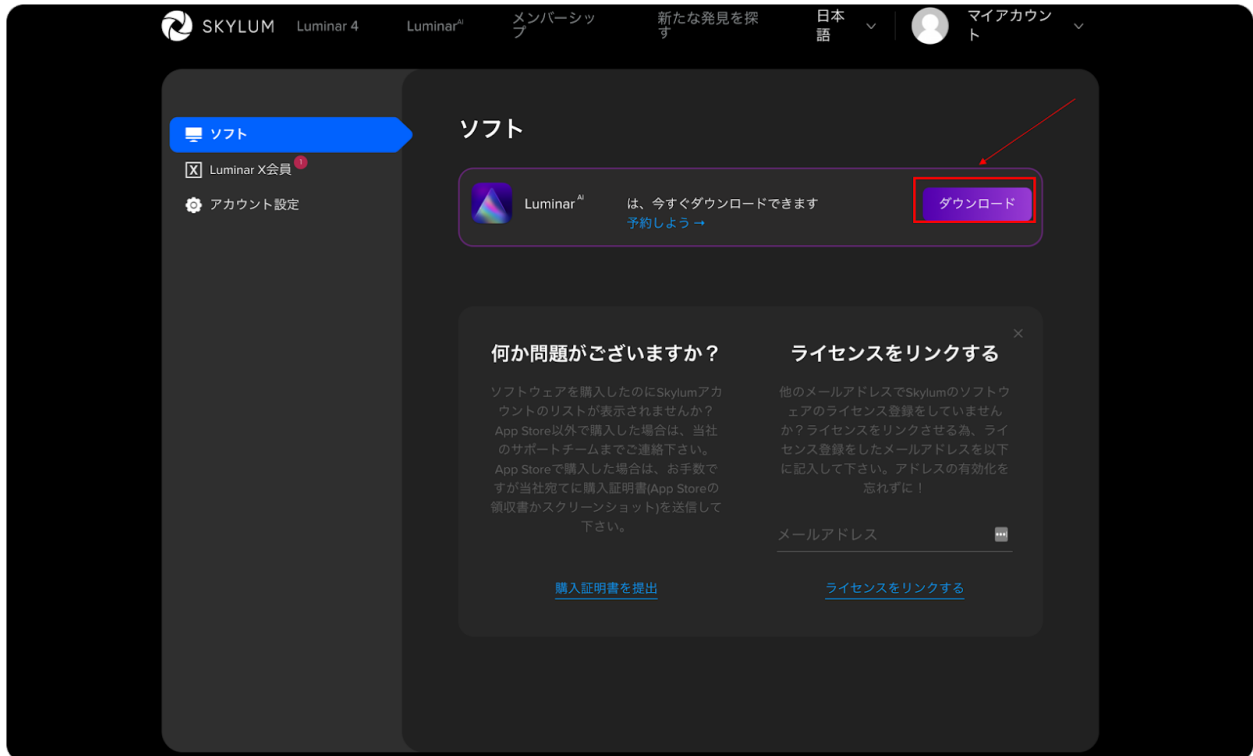 SKYLUM Luminar 4 Luminar AI メンバーシッ 新たな発見を探 日本 マイアカウン
プ す 語 ト
ソフト
Luminar X会員 1
アカウント設定
ソフト
Luminar AI は、今すぐダウンロードできます ダウンロード
予約しよう →
何か問題がございますか？
ソフトウェアを購入したのにSkylumアカ
ウントのリストが表示されませんか？
App Store以外で購入した場合は、当社
のサポートチームまでご連絡下さい。
App Storeで購入した場合は、お手数で
すが当社宛てに購入証明書(App Storeの
領収書かスクリーンショット)を送信して
下さい。
購入証明書を提出
ライセンスをリンクする
他のメールアドレスでSkylumのソフトウ
ェアのライセンス登録をしていません
か？ライセンスをリンクさせる為、ライ
センス登録をしたメールアドレスを以下
に記入して下さい。アドレスの有効化を
忘れずに！
メールアドレス
ライセンスをリンクする